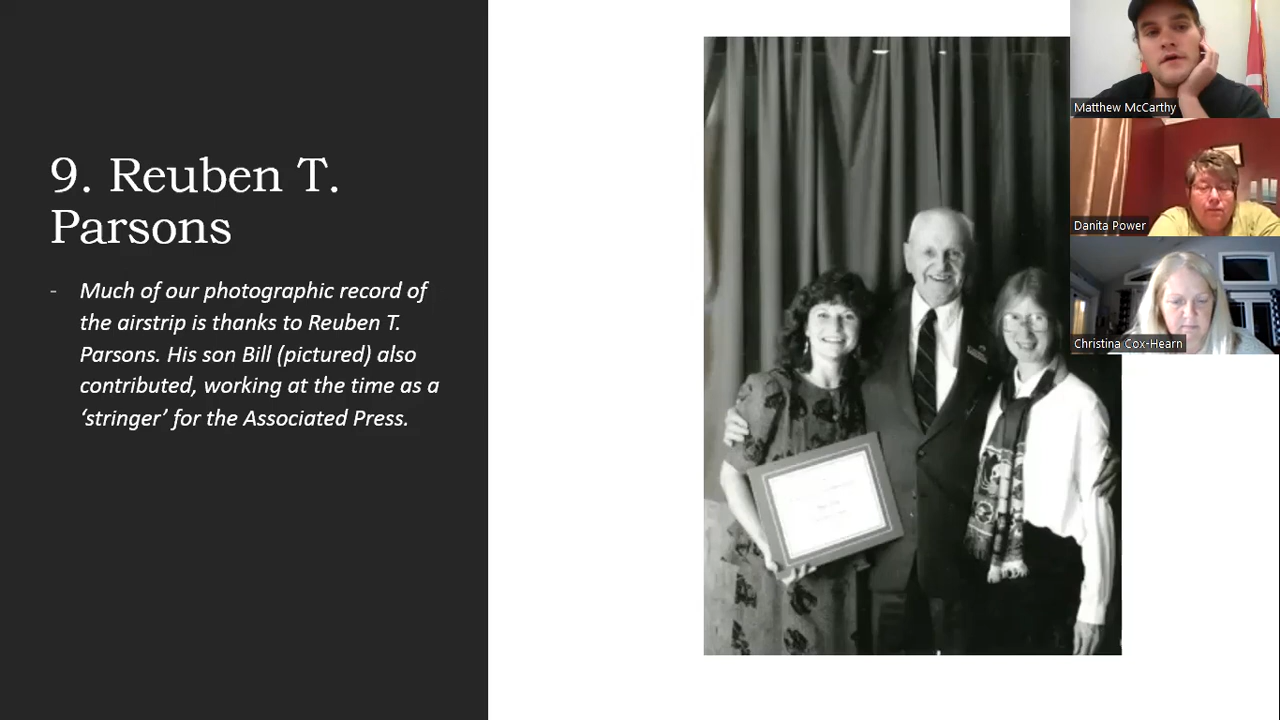 9. Reuben T.
Parsons
- Much of our photographic record of
the airstrip is thanks to Reuben T.
Parsons. His son Bill (pictured) also
contributed, working at the time as a
‘stringer’ for the Associated Press.
Matthew McCarthy
Danita Power
Christina Cox-Hearn